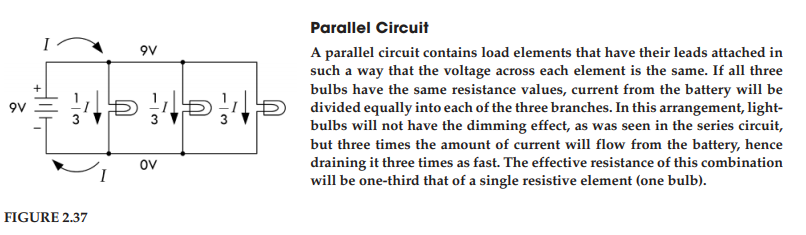 I
9V
9V
+
−
1/3 I
1/3 I
1/3 I
0V
I
FIGURE 2.37
Parallel Circuit
A parallel circuit contains load elements that have their leads attached in
such a way that the voltage across each element is the same. If all three
bulbs have the same resistance values, current from the battery will be
divided equally into each of the three branches. In this arrangement, light-
bulbs will not have the dimming effect, as was seen in the series circuit,
but three times the amount of current will flow from the battery, hence
draining it three times as fast. The effective resistance of this combination
will be one-third that of a single resistive element (one bulb).